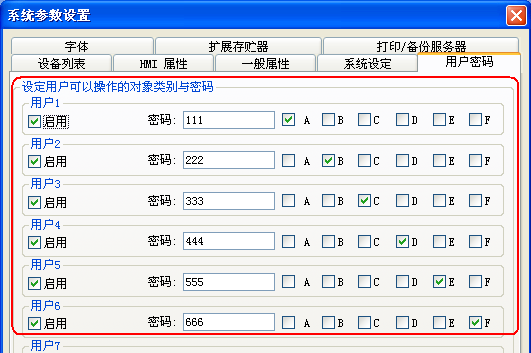 系统参数设置
字体 扩展存贮器 打印/备份服务器
设备列表 HMI 属性 一般属性 系统设定 用户密码
设定用户可以操作的对象类别与密码
用户1
启用 密码: 111 A B C D E F
用户2
启用 密码: 222 A B C D E F
用户3
启用 密码: 333 A B C D E F
用户4
启用 密码: 444 A B C D E F
用户5
启用 密码: 555 A B C D E F
用户6
启用 密码: 666 A B C D E F
用户7